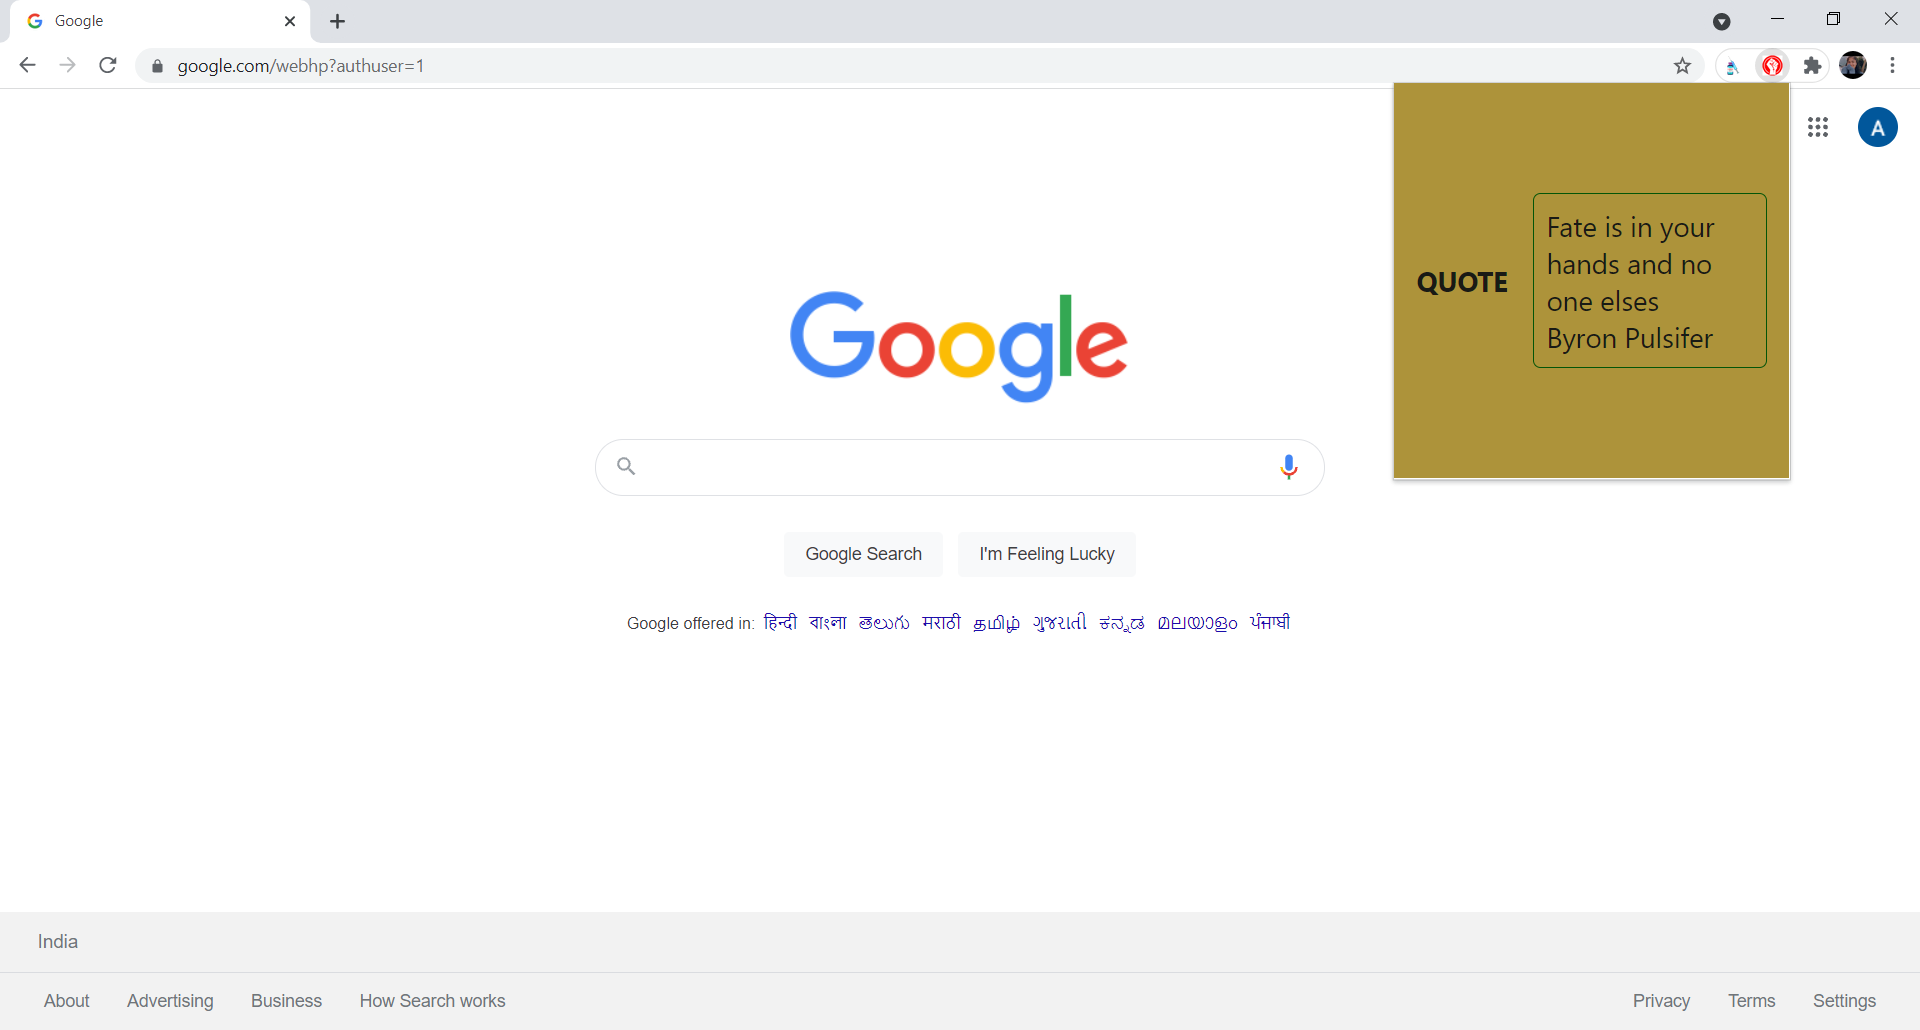 Google
google.com/webhp?authuser=1
A
QUOTE
Fate is in your
hands and no
one elses
Byron Pulsifer
Google
Google Search
I'm Feeling Lucky
Google offered in: हिन्दी বাংলা తెలుగు मराठी தமிழ் ગુજરાતી ಕನ್ನಡ മലയാളം ਪੰਜਾਬੀ
India
About Advertising Business How Search works
Privacy Terms Settings